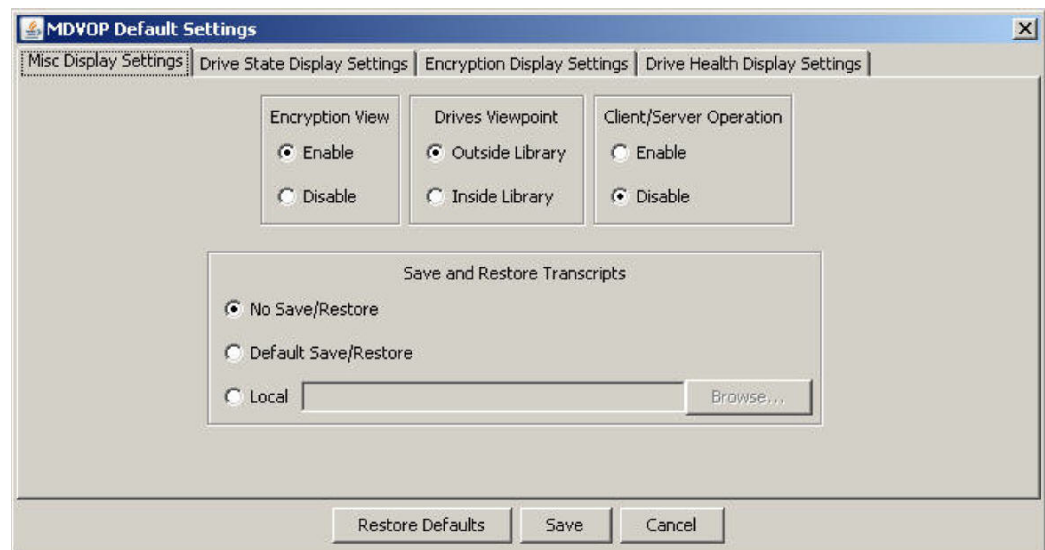 MDVOP Default Settings
Misc Display Settings Drive State Display Settings Encryption Display Settings Drive Health Display Settings
Encryption View Drives Viewpoint Client/Server Operation
Enable Outside Library Enable
Disable Inside Library Disable
Save and Restore Transcripts
No Save/Restore
Default Save/Restore
Local Browse...
Restore Defaults Save Cancel